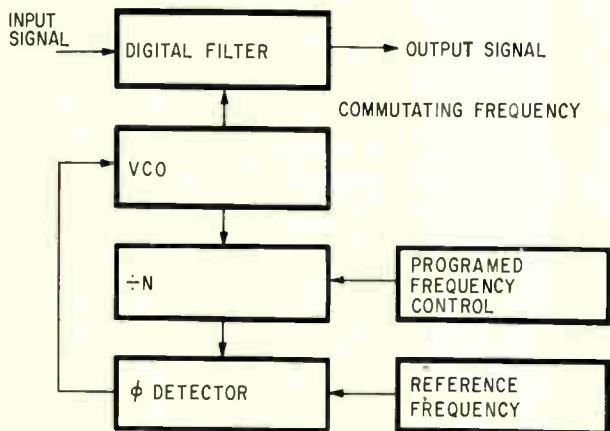 INPUT
SIGNAL
DIGITAL FILTER
OUTPUT SIGNAL
COMMUTATING FREQUENCY
VCO
÷N
PROGRAMED
FREQUENCY
CONTROL
ϕ DETECTOR
REFERENCE
FREQUENCY